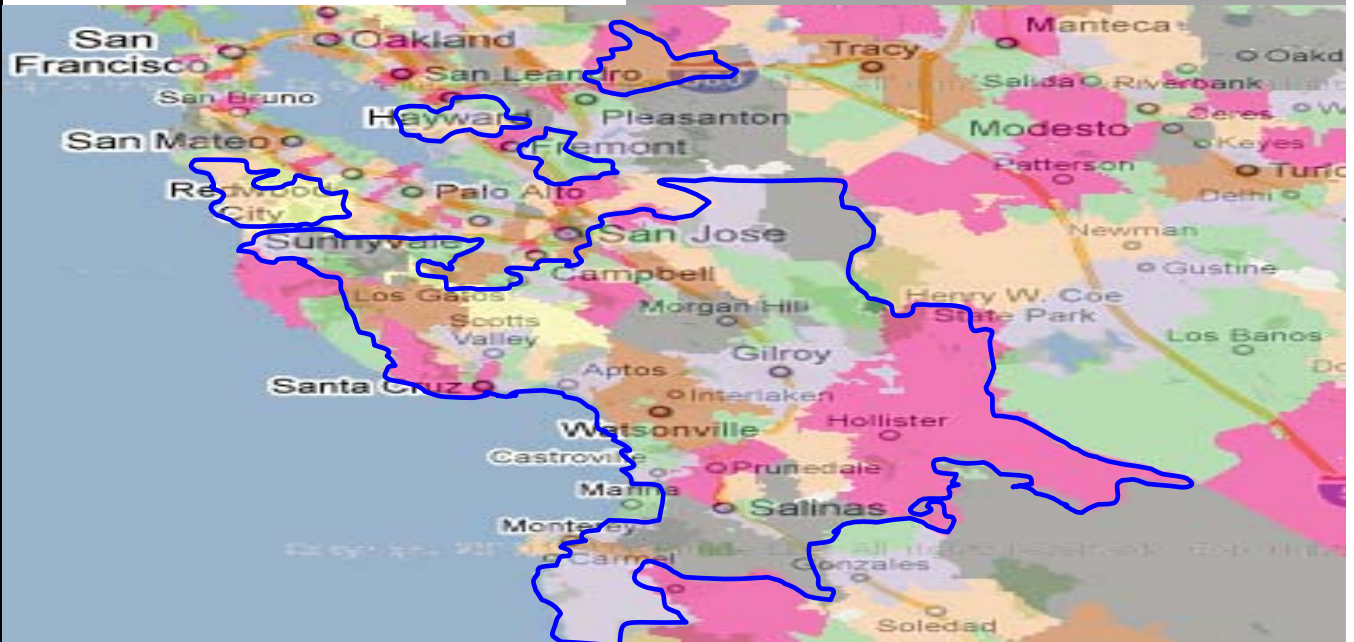 San
Francisco
Oakland
Manteca
Tracy
Oakd
San Leandro
Salida
Riverbank
San Bruno
Hayward
Pleasanton
Ceres
Modesto
San Mateo
Fremont
Keyes
Patterson
Redwood
City
Palo Alto
Delhi
Sunnyvale
San Jose
Newman
Campbell
Gustine
Los Gatos
Morgan Hill
Henry W. Coe
State Park
Scotts
Valley
Los Banos
Gilroy
Aptos
Santa Cruz
Interlaken
Hollister
Watsonville
Castroville
Prunedale
Marina
Salinas
Monterey
Carmel
Gonzales
Soledad